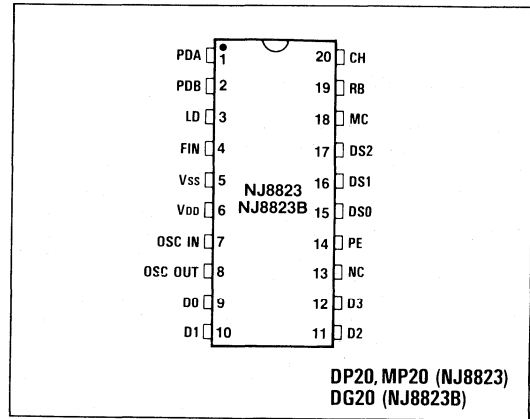 PDA 1 20 CH
PDB 2 19 RB
LD 3 18 MC
FIN 4 17 DS2
VSS 5 16 DS1
NJ8823
NJ8823B
VDD 6 15 DS0
OSC IN 7 14 PE
OSC OUT 8 13 NC
D0 9 12 D3
D1 10 11 D2
DP20, MP20 (NJ8823)
DG20 (NJ8823B)